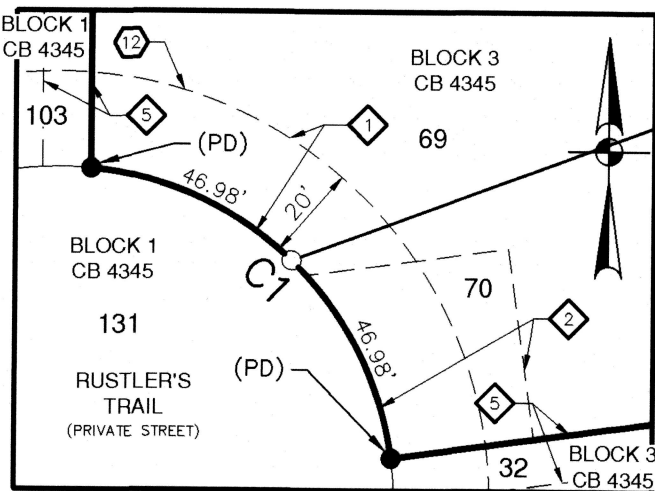 BLOCK 1
CB 4345
12
BLOCK 3
CB 4345
103
5
1
69
(PD)
46.98'
20'
BLOCK 1
CB 4345
C1
70
131
46.98'
2
RUSTLER'S
TRAIL
(PRIVATE STREET)
(PD)
5
32
BLOCK 3
CB 4345